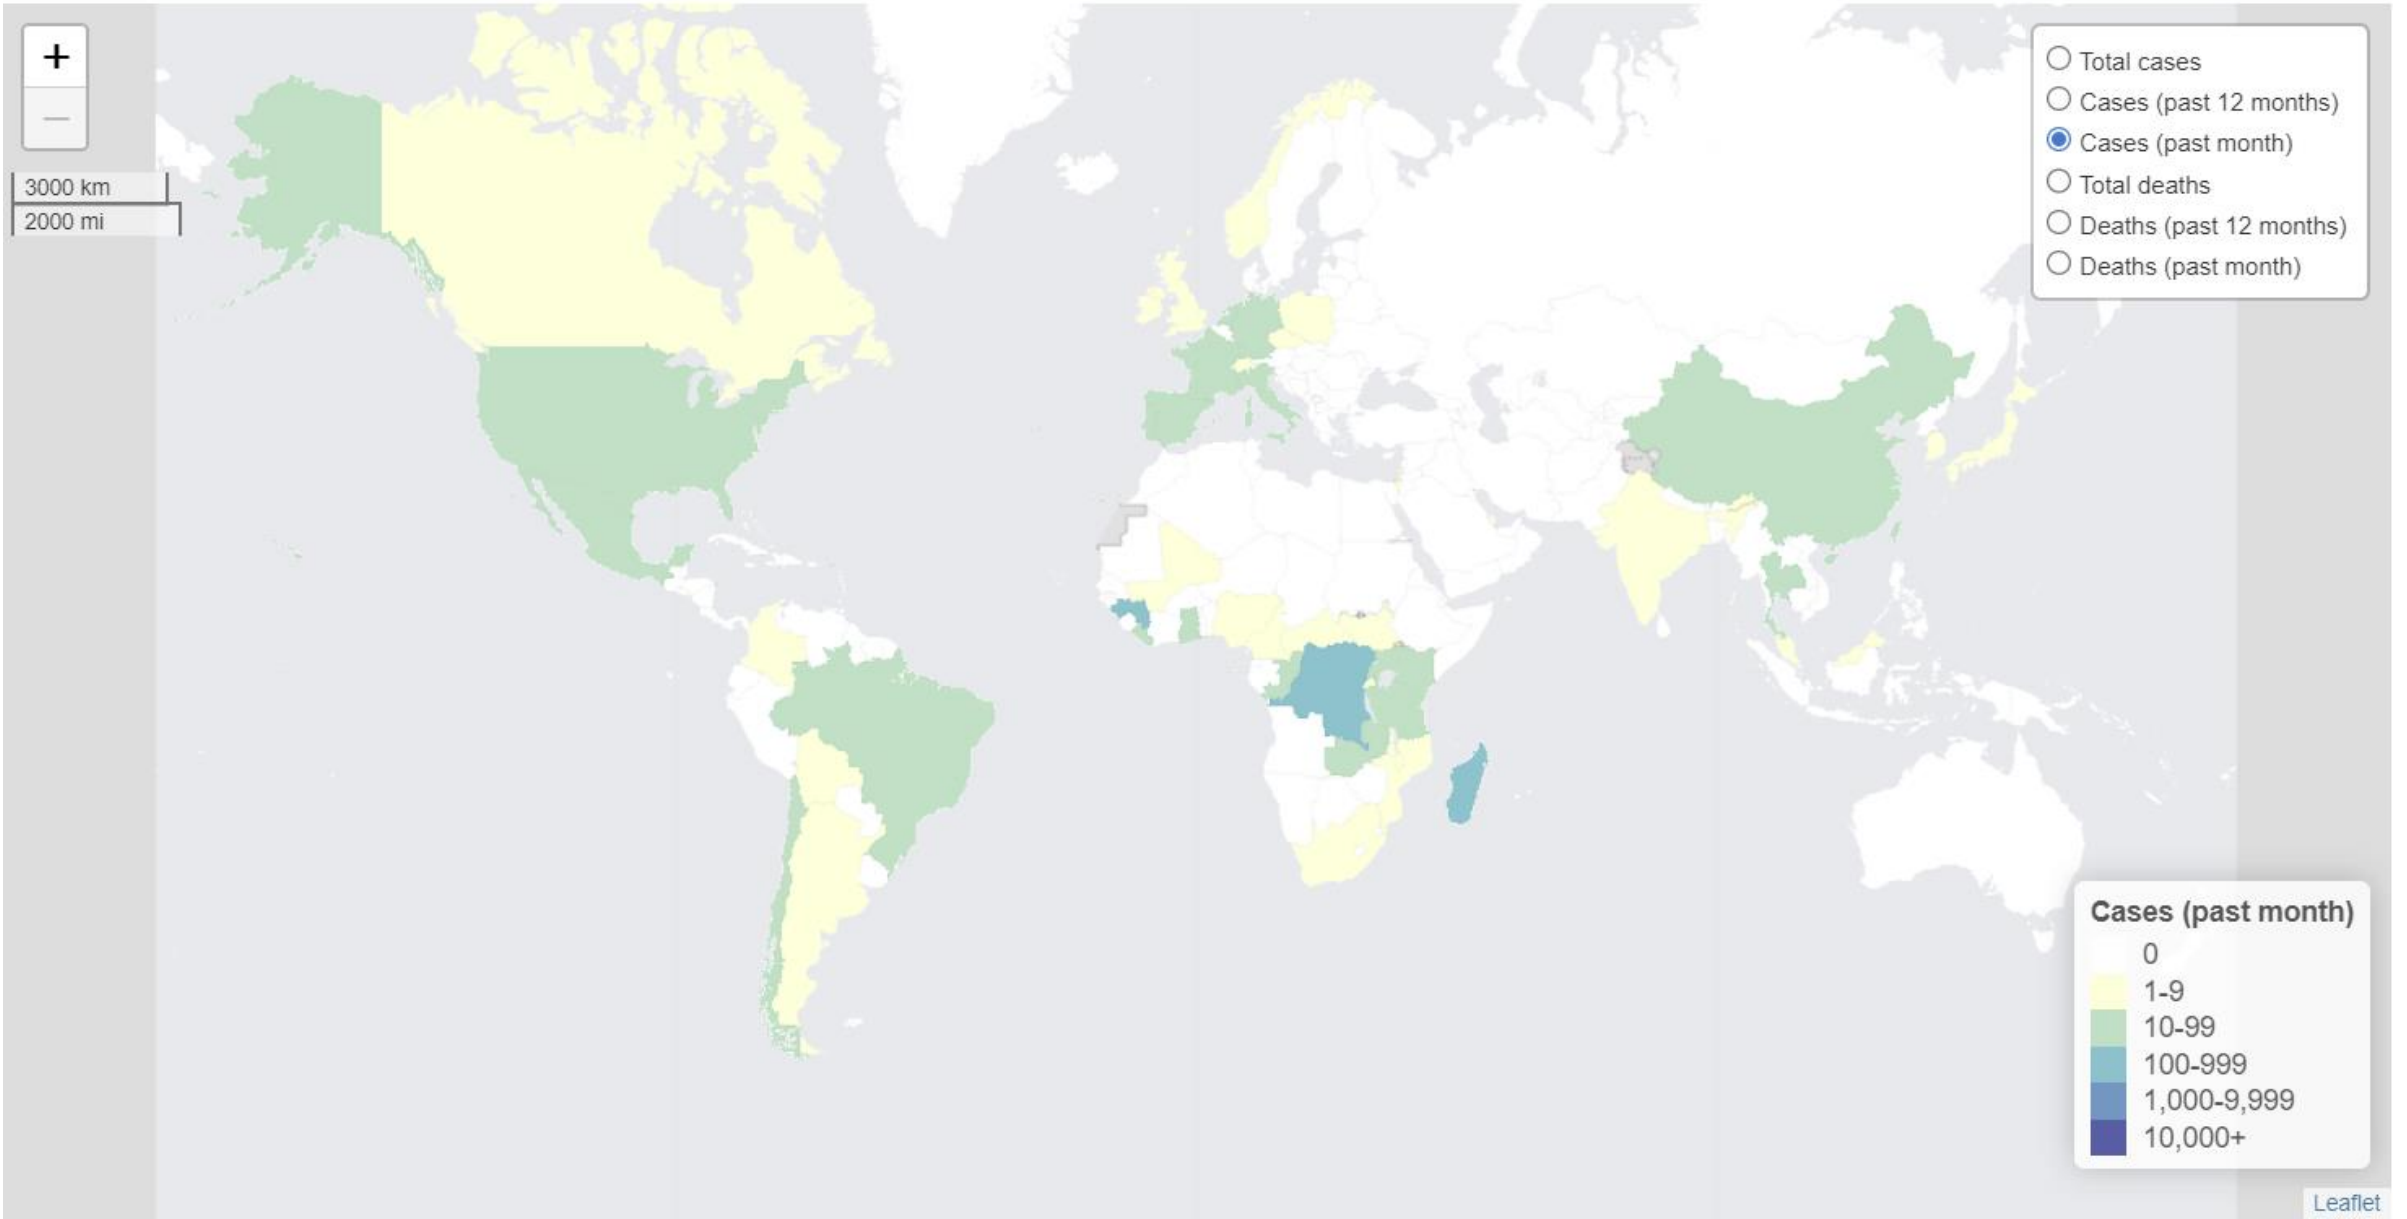 +
−
3000 km
2000 mi
Total cases
Cases (past 12 months)
Cases (past month)
Total deaths
Deaths (past 12 months)
Deaths (past month)
Cases (past month)
0
1-9
10-99
100-999
1,000-9,999
10,000+
Leaflet